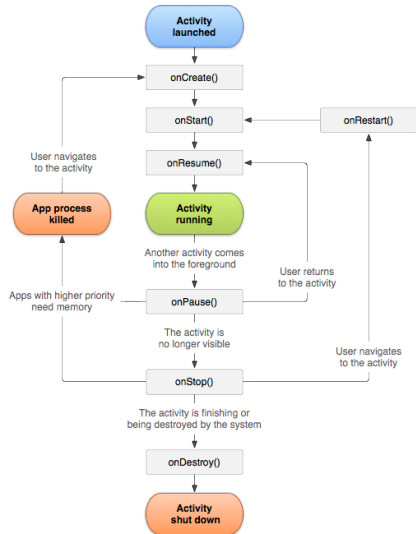 Activity
launched
onCreate()
onStart()
onRestart()
User navigates
to the activity
onResume()
App process
killed
Activity
running
Another activity comes
into the foreground
User returns
to the activity
Apps with higher priority
need memory
onPause()
The activity is
no longer visible
User navigates
to the activity
onStop()
The activity is finishing or
being destroyed by the system
onDestroy()
Activity
shut down